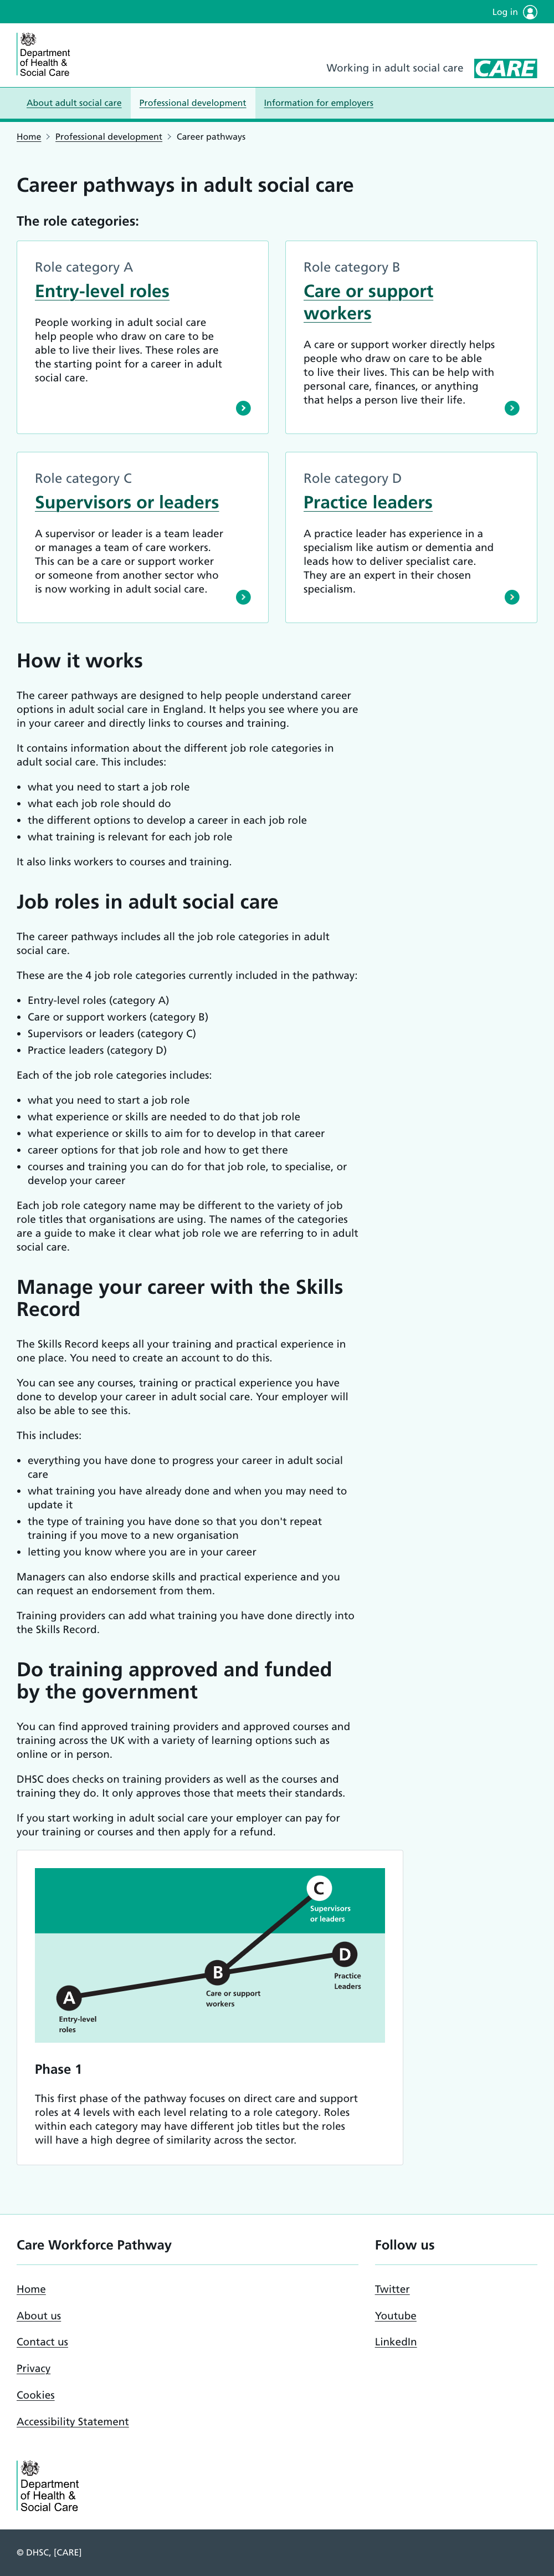 Log in
Department
of Health &
Social Care
Working in adult social care
CARE
About adult social care
Professional development
Information for employers
Home
Professional development
Career pathways
Career pathways in adult social care
The role categories:
Role category A
Entry-level roles
People working in adult social care
help people who draw on care to be
able to live their lives. These roles are
the starting point for a career in adult
social care.
Role category B
Care or support
workers
A care or support worker directly helps
people who draw on care to be able
to live their lives. This can be help with
personal care, finances, or anything
that helps a person live their life.
Role category C
Supervisors or leaders
A supervisor or leader is a team leader
or manages a team of care workers.
This can be a care or support worker
or someone from another sector who
is now working in adult social care.
Role category D
Practice leaders
A practice leader has experience in a
specialism like autism or dementia and
leads how to deliver specialist care.
They are an expert in their chosen
specialism.
How it works
The career pathways are designed to help people understand career
options in adult social care in England. It helps you see where you are
in your career and directly links to courses and training.
It contains information about the different job role categories in
adult social care. This includes:
• what you need to start a job role
• what each job role should do
• the different options to develop a career in each job role
• what training is relevant for each job role
It also links workers to courses and training.
Job roles in adult social care
The career pathways includes all the job role categories in adult
social care.
These are the 4 job role categories currently included in the pathway:
• Entry-level roles (category A)
• Care or support workers (category B)
• Supervisors or leaders (category C)
• Practice leaders (category D)
Each of the job role categories includes:
• what you need to start a job role
• what experience or skills are needed to do that job role
• what experience or skills to aim for to develop in that career
• career options for that job role and how to get there
• courses and training you can do for that job role, to specialise, or
develop your career
Each job role category name may be different to the variety of job
role titles that organisations are using. The names of the categories
are a guide to make it clear what job role we are referring to in adult
social care.
Manage your career with the Skills
Record
The Skills Record keeps all your training and practical experience in
one place. You need to create an account to do this.
You can see any courses, training or practical experience you have
done to develop your career in adult social care. Your employer will
also be able to see this.
This includes:
• everything you have done to progress your career in adult social
care
• what training you have already done and when you may need to
update it
• the type of training you have done so that you don't repeat
training if you move to a new organisation
• letting you know where you are in your career
Managers can also endorse skills and practical experience and you
can request an endorsement from them.
Training providers can add what training you have done directly into
the Skills Record.
Do training approved and funded
by the government
You can find approved training providers and approved courses and
training across the UK with a variety of learning options such as
online or in person.
DHSC does checks on training providers as well as the courses and
training they do. It only approves those that meets their standards.
If you start working in adult social care your employer can pay for
your training or courses and then apply for a refund.
C
Supervisors
or leaders
D
Practice
Leaders
B
Care or support
workers
A
Entry-level
roles
Phase 1
This first phase of the pathway focuses on direct care and support
roles at 4 levels with each level relating to a role category. Roles
within each category may have different job titles but the roles
will have a high degree of similarity across the sector.
Care Workforce Pathway
Home
About us
Contact us
Privacy
Cookies
Accessibility Statement
Follow us
Twitter
Youtube
LinkedIn
Department
of Health &
Social Care
© DHSC, [CARE]